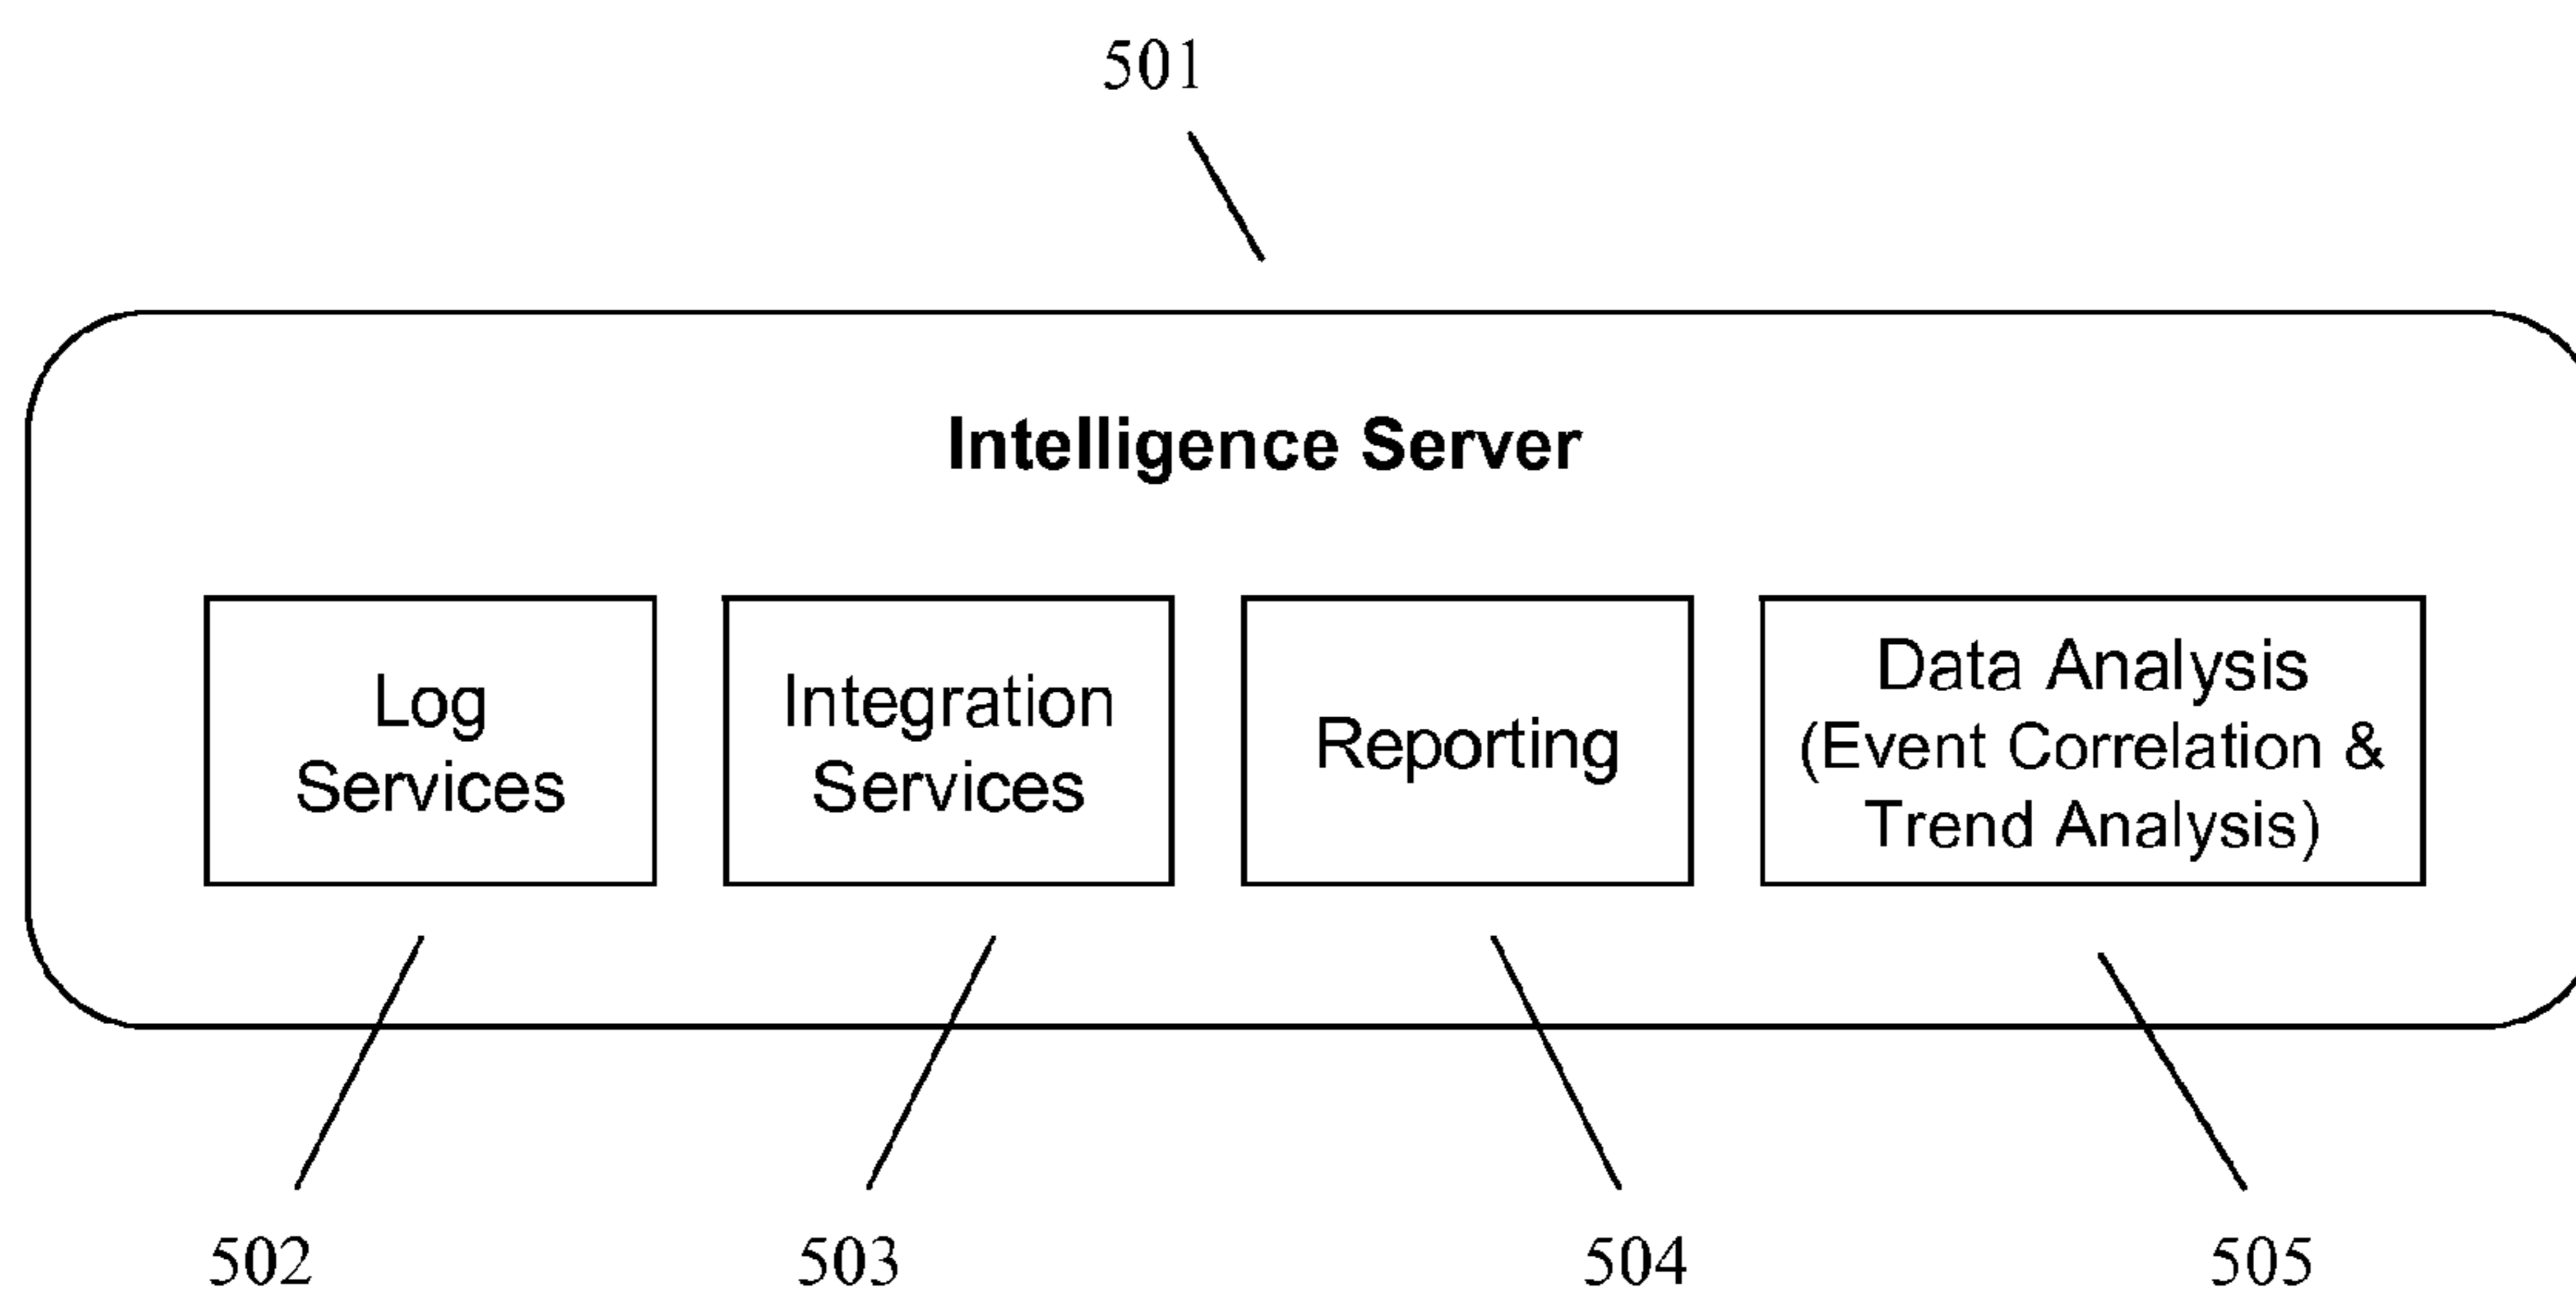 501
Intelligence Server
Log
Services
Integration
Services
Reporting
Data Analysis
(Event Correlation &
Trend Analysis)
502
503
504
505